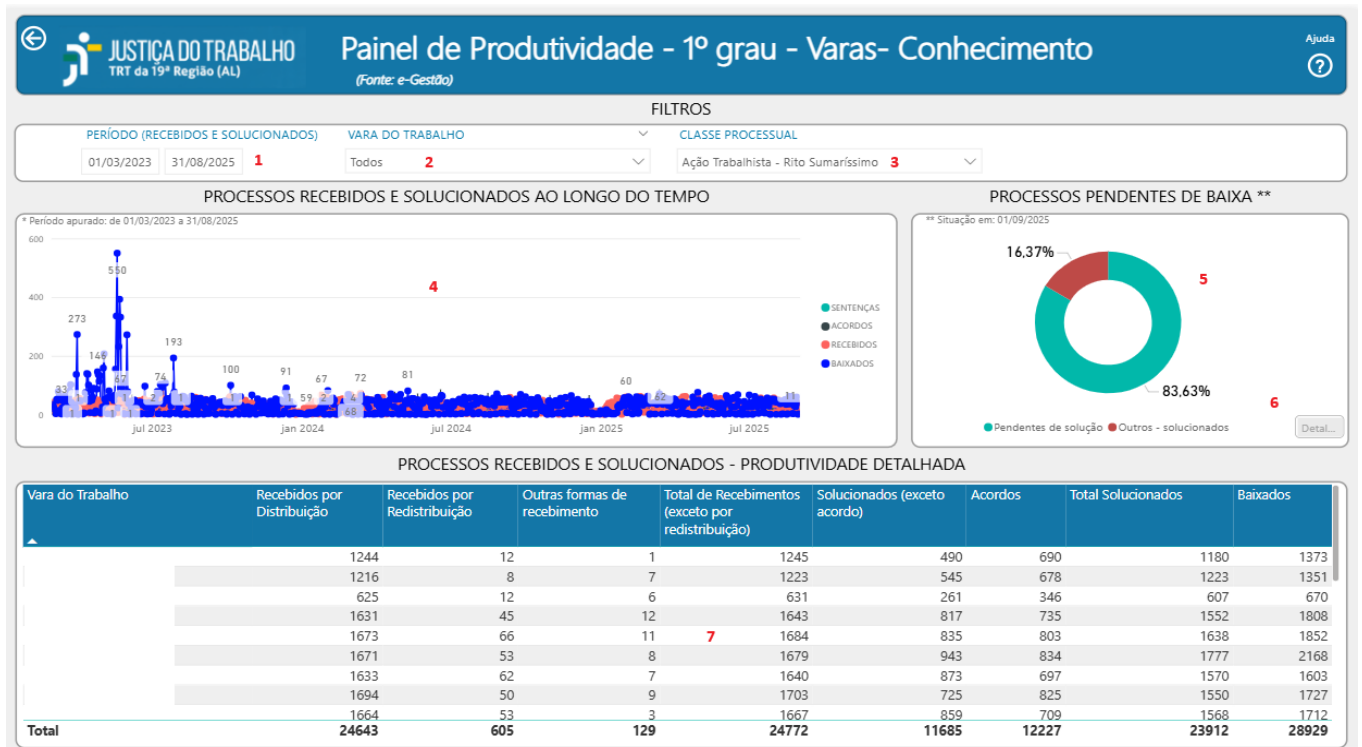 JUSTIÇA DO TRABALHO
TRT da 19ª Região (AL)
Painel de Produtividade - 1º grau - Varas- Conhecimento
(Fonte: e-Gestão)
Ajuda
?
FILTROS
PERÍODO (RECEBIDOS E SOLUCIONADOS) VARA DO TRABALHO CLASSE PROCESSUAL
01/03/2023 31/08/2025 1 Todos 2 Ação Trabalhista - Rito Sumaríssimo 3
PROCESSOS RECEBIDOS E SOLUCIONADOS AO LONGO DO TEMPO
* Período apurado: de 01/03/2023 a 31/08/2025
600
400
200
0
550
273
146
193
33
67
74
100
91
59
67
72
68
81
60
62
11
4
jul 2023 jan 2024 jul 2024 jan 2025 jul 2025
SENTENÇAS
ACORDOS
RECEBIDOS
BAIXADOS
PROCESSOS PENDENTES DE BAIXA **
** Situação em: 01/09/2025
16,37%
5
83,63%
6
Pendentes de solução Outros - solucionados
Detal...
PROCESSOS RECEBIDOS E SOLUCIONADOS - PRODUTIVIDADE DETALHADA
Vara do Trabalho Recebidos por Distribuição Recebidos por Redistribuição Outras formas de recebimento Total de Recebimentos (exceto por redistribuição) Solucionados (exceto acordo) Acordos Total Solucionados Baixados
1244 12 1 1245 490 690 1180 1373
1216 8 7 1223 545 678 1223 1351
625 12 6 631 261 346 607 670
1631 45 12 1643 817 735 1552 1808
1673 66 11 7 1684 835 803 1638 1852
1671 53 8 1679 943 834 1777 2168
1633 62 7 1640 873 697 1570 1603
1694 50 9 1703 725 825 1550 1727
1664 53 3 1667 859 709 1568 1712
Total 24643 605 129 24772 11685 12227 23912 28929